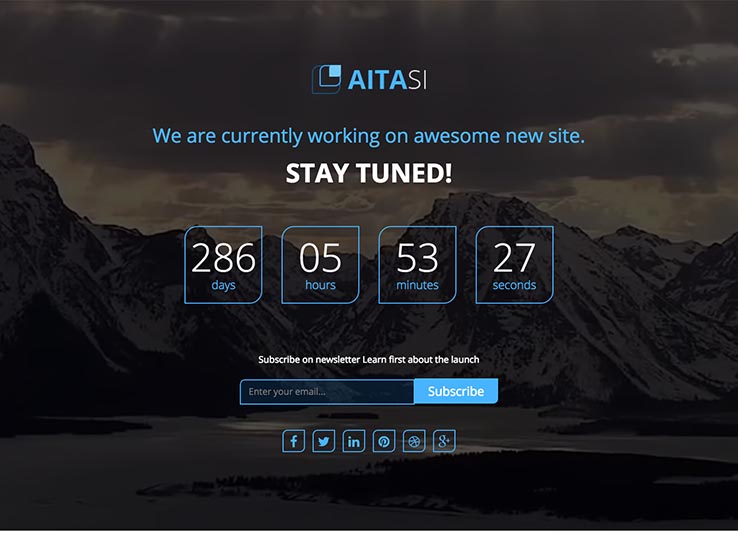 AITASI
We are currently working on awesome new site.
STAY TUNED!
286 05 53 27
days hours minutes seconds
Subscribe on newsletter Learn first about the launch
Enter your email... Subscribe